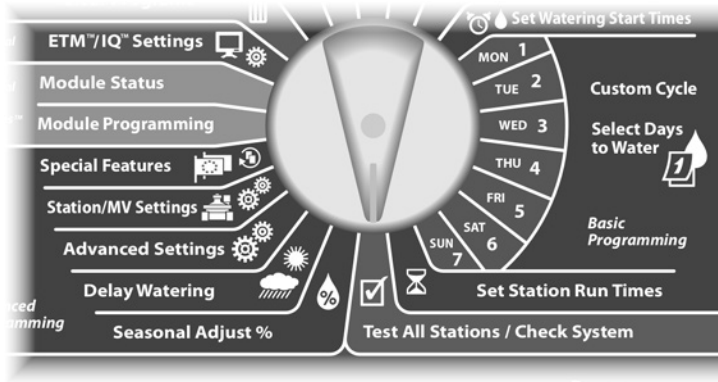 ETM™/IQ™ Settings
Module Status
Module Programming
Special Features
Station/MV Settings
Advanced Settings
Delay Watering
Seasonal Adjust %
%
Set Watering Start Times
MON 1
TUE 2
WED 3
THU 4
FRI 5
SAT 6
SUN 7
Custom Cycle
Select Days
to Water
1
Basic
Programming
Set Station Run Times
Test All Stations / Check System